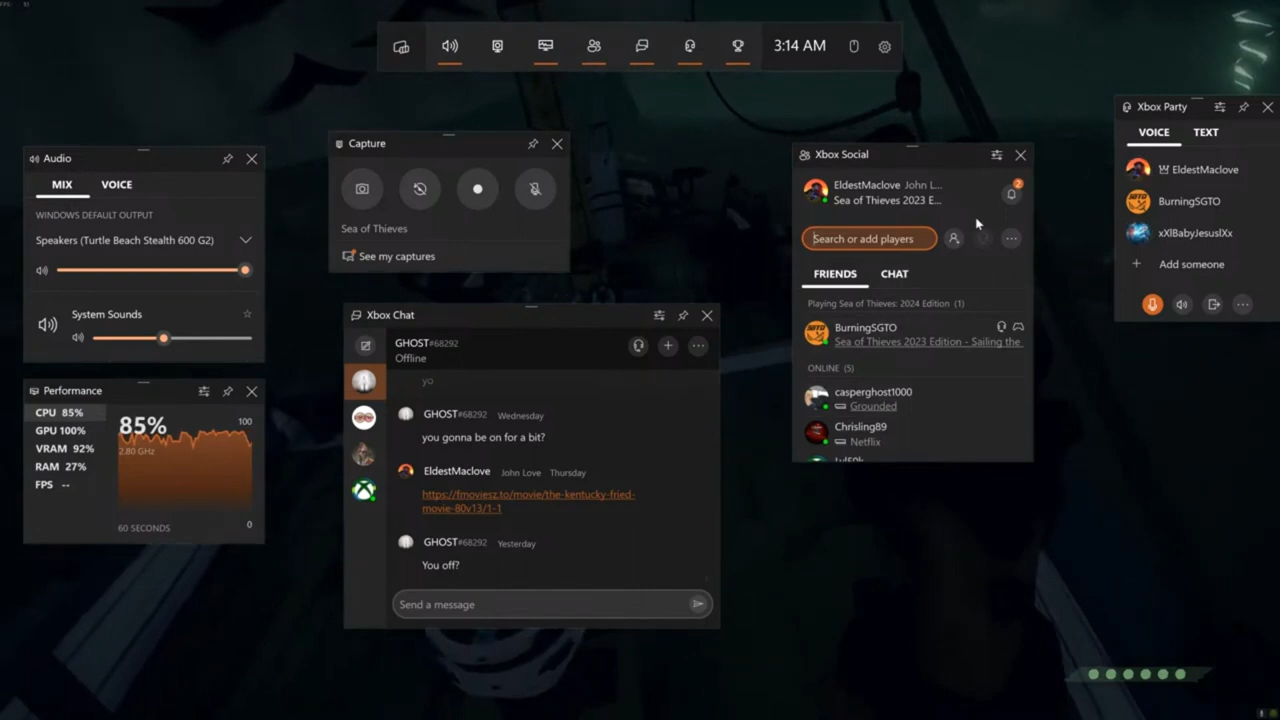 FPS: 93
3:14 AM
Audio
MIX VOICE
WINDOWS DEFAULT OUTPUT
Speakers (Turtle Beach Stealth 600 G2)
System Sounds
Performance
CPU 85%
GPU 100%
VRAM 92%
RAM 27%
FPS --
85%
2.80 GHz
100
60 SECONDS
0
Capture
Sea of Thieves
See my captures
Xbox Chat
GHOST#68292
Offline
yo
GHOST#68292 Wednesday
you gonna be on for a bit?
EldestMaclove John Love Thursday
https://fmoviesz.to/movie/the-kentucky-fried-
movie-80v13/1-1
GHOST#68292 Yesterday
You off?
Send a message
Xbox Social
EldestMaclove John L...
Sea of Thieves 2023 E...
2
Search or add players
FRIENDS CHAT
Playing Sea of Thieves: 2024 Edition (1)
BurningSGTO
Sea of Thieves 2023 Edition - Sailing the
ONLINE (5)
casperghost1000
Grounded
Chrisling89
Netflix
Xbox Party
VOICE TEXT
EldestMaclove
BurningSGTO
xXlBabyJesuslXx
Add someone